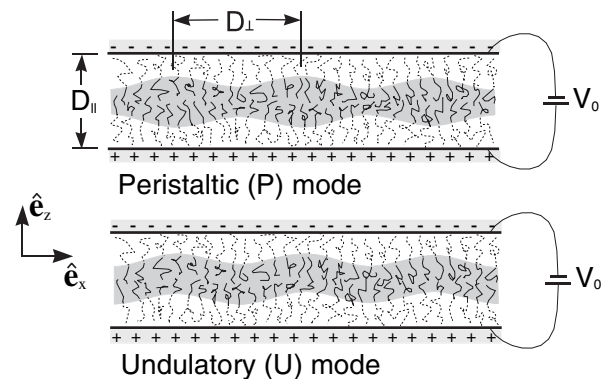 D⊥
- - - - - - - - - - - - - - - - - - - -
D||
V₀
+ + + + + + + + + + + + + + + + + + + +
Peristaltic (P) mode
- - - - - - - - - - - - - - - - - - - -
ê_z
ê_x
V₀
+ + + + + + + + + + + + + + + + + + + +
Undulatory (U) mode